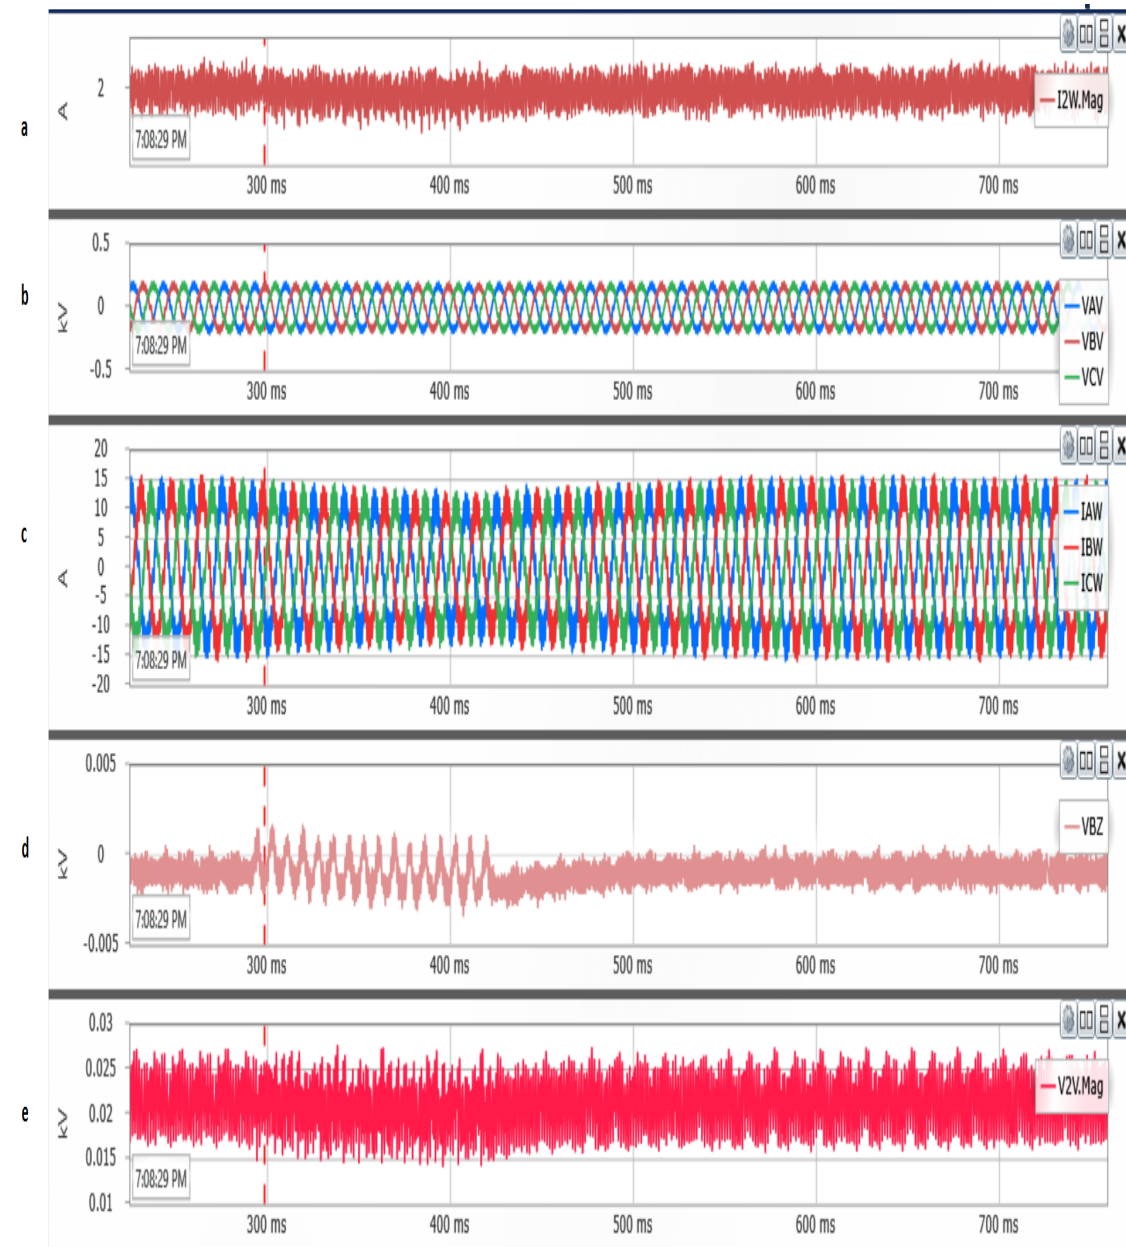 a
A
2
I2W.Mag
7:08:29 PM
300 ms 400 ms 500 ms 600 ms 700 ms
b
kV
0.5
0
-0.5
VAV
VBV
VCV
7:08:29 PM
300 ms 400 ms 500 ms 600 ms 700 ms
c
A
20
15
10
5
0
-5
-10
-15
-20
IAW
IBW
ICW
7:08:29 PM
300 ms 400 ms 500 ms 600 ms 700 ms
d
kV
0.005
0
-0.005
VBZ
7:08:29 PM
300 ms 400 ms 500 ms 600 ms 700 ms
e
kV
0.03
0.025
0.02
0.015
0.01
V2V.Mag
7:08:29 PM
300 ms 400 ms 500 ms 600 ms 700 ms